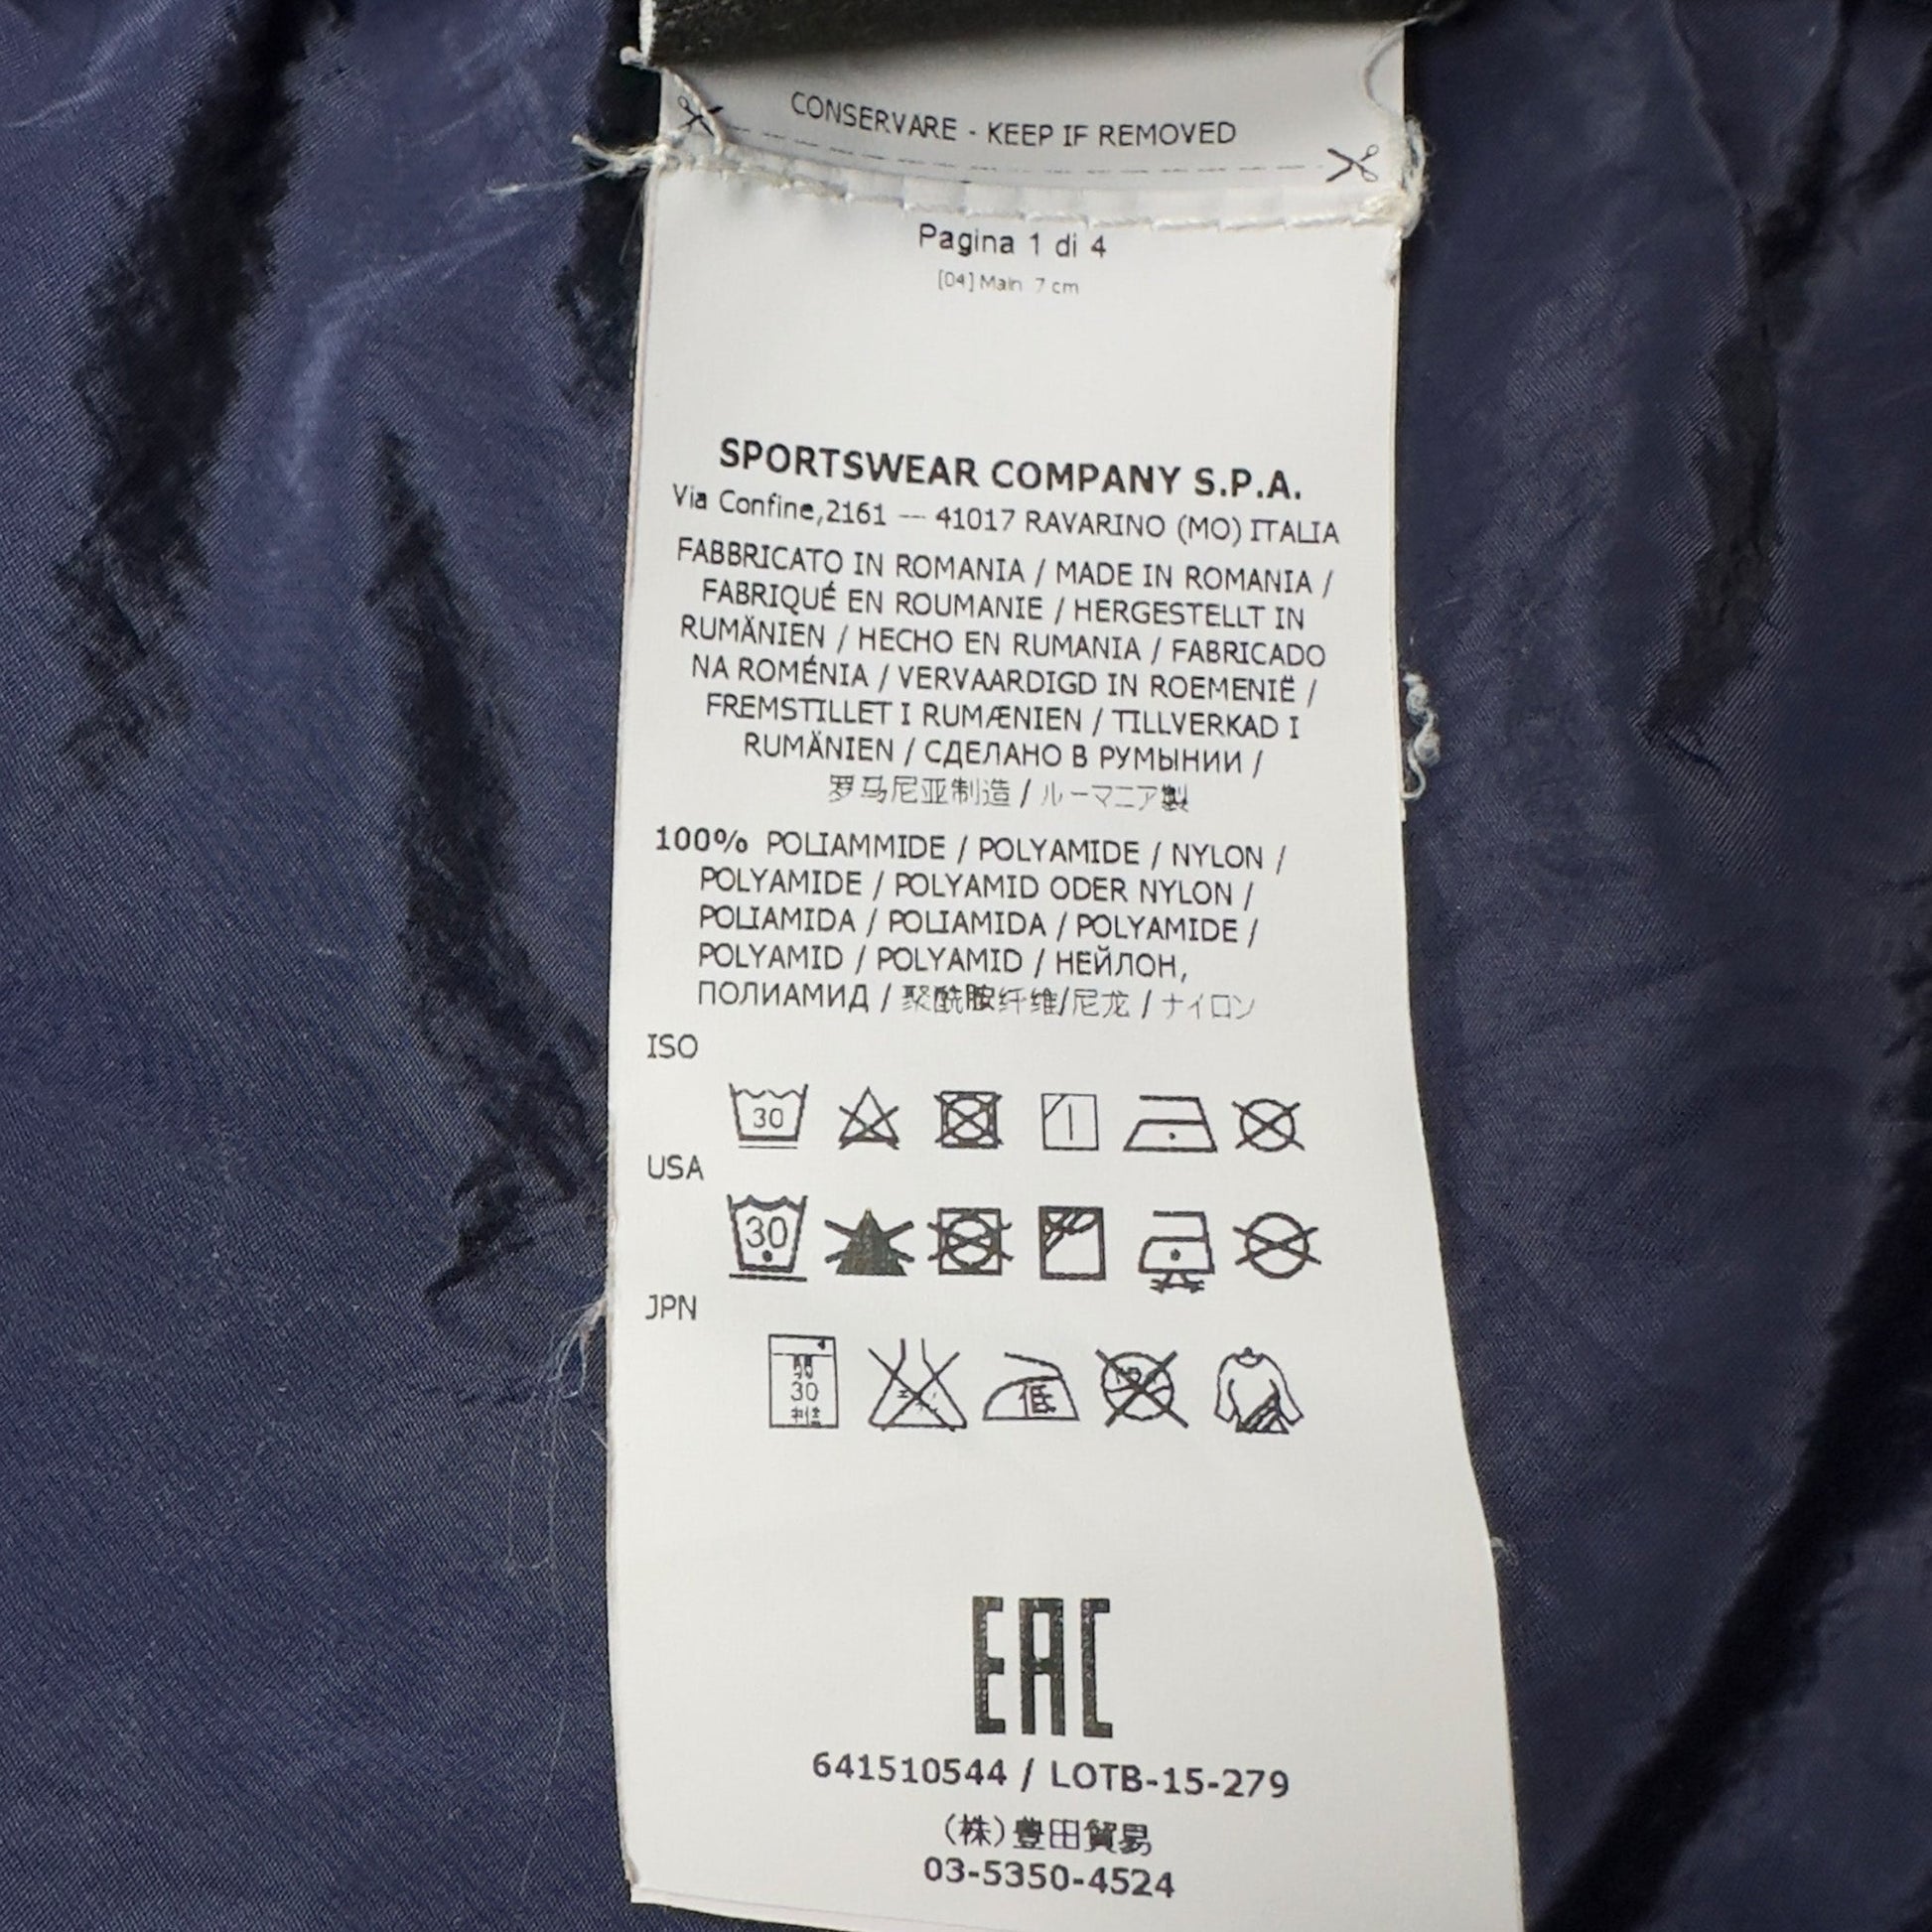 CONSERVARE - KEEP IF REMOVED
Pagina 1 di 4
[04] Main 7 cm
SPORTSWEAR COMPANY S.P.A.
Via Confine,2161 — 41017 RAVARINO (MO) ITALIA
FABBRICATO IN ROMANIA / MADE IN ROMANIA /
FABRIQUÉ EN ROUMANIE / HERGESTELLT IN
RUMÄNIEN / HECHO EN RUMANIA / FABRICADO
NA ROMÉNIA / VERVAARDIGD IN ROEMENIË /
FREMSTILLET I RUMÆNIEN / TILLVERKAD I
RUMÄNIEN / СДЕЛАНО В РУМЫНИИ /
罗马尼亚制造 / ルーマニア製
100% POLIAMMIDE / POLYAMIDE / NYLON /
POLYAMIDE / POLYAMID ODER NYLON /
POLIAMIDA / POLIAMIDA / POLYAMIDE /
POLYAMID / POLYAMID / НЕЙЛОН,
ПОЛИАМИД / 聚酰胺纤维/尼龙 / ナイロン
ISO
30
USA
30
JPN
30
低
EAC
641510544 / LOTB-15-279
(株)豊田貿易
03-5350-4524